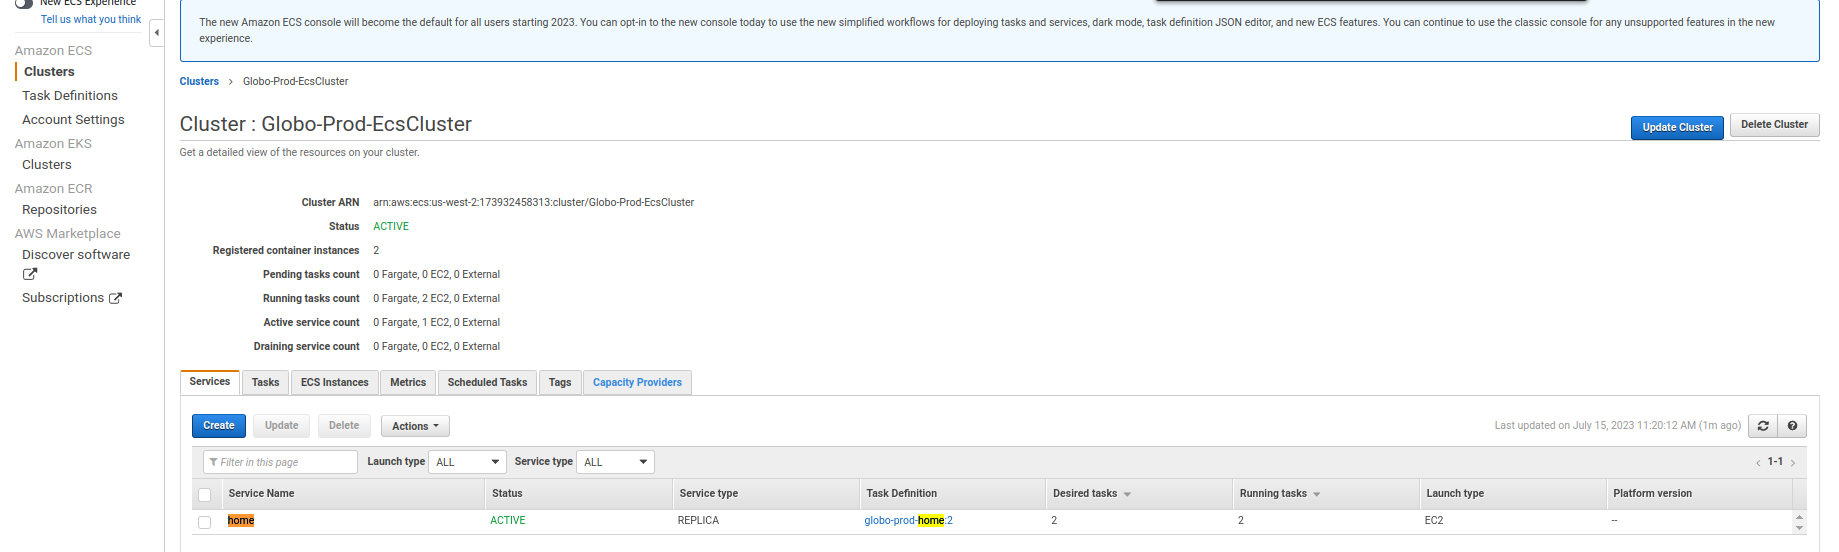 New ECS Experience
Tell us what you think
Amazon ECS
Clusters
Task Definitions
Account Settings
Amazon EKS
Clusters
Amazon ECR
Repositories
AWS Marketplace
Discover software
Subscriptions
The new Amazon ECS console will become the default for all users starting 2023. You can opt-in to the new console today to use the new simplified workflows for deploying tasks and services, dark mode, task definition JSON editor, and new ECS features. You can continue to use the classic console for any unsupported features in the new
experience.
Clusters > Globo-Prod-EcsCluster
Cluster : Globo-Prod-EcsCluster
Update Cluster Delete Cluster
Get a detailed view of the resources on your cluster.
Cluster ARN arn:aws:ecs:us-west-2:173932458313:cluster/Globo-Prod-EcsCluster
Status ACTIVE
Registered container instances 2
Pending tasks count 0 Fargate, 0 EC2, 0 External
Running tasks count 0 Fargate, 2 EC2, 0 External
Active service count 0 Fargate, 1 EC2, 0 External
Draining service count 0 Fargate, 0 EC2, 0 External
Services Tasks ECS Instances Metrics Scheduled Tasks Tags Capacity Providers
Create Update Delete Actions Last updated on July 15, 2023 11:20:12 AM (1m ago)
Filter in this page Launch type ALL Service type ALL < 1-1 >
Service Name Status Service type Task Definition Desired tasks Running tasks Launch type Platform version
home ACTIVE REPLICA globo-prod-home:2 2 2 EC2 --